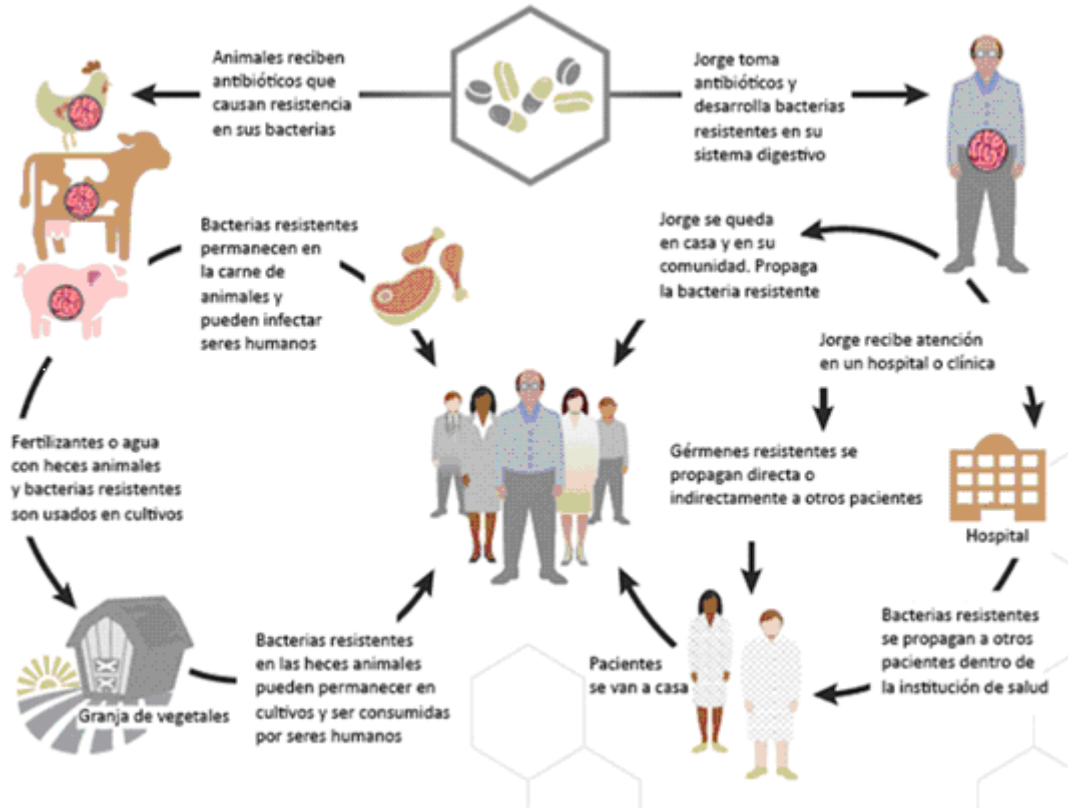 Animales reciben
antibióticos que
causan resistencia
en sus bacterias
Jorge toma
antibióticos y
desarrolla bacterias
resistentes en su
sistema digestivo
Bacterias resistentes
permanecen en
la carne de
animales y
pueden infectar
seres humanos
Jorge se queda
en casa y en su
comunidad. Propaga
la bacteria resistente
Jorge recibe atención
en un hospital o clínica
Fertilizantes o agua
con heces animales
y bacterias resistentes
son usados en cultivos
Gérmenes resistentes se
propagan directa o
indirectamente a otros pacientes
Hospital
Bacterias resistentes
se propagan a otros
pacientes dentro de
la institución de salud
Pacientes
se van a casa
Granja de vegetales
Bacterias resistentes
en las heces animales
pueden permanecer en
cultivos y ser consumidas
por seres humanos